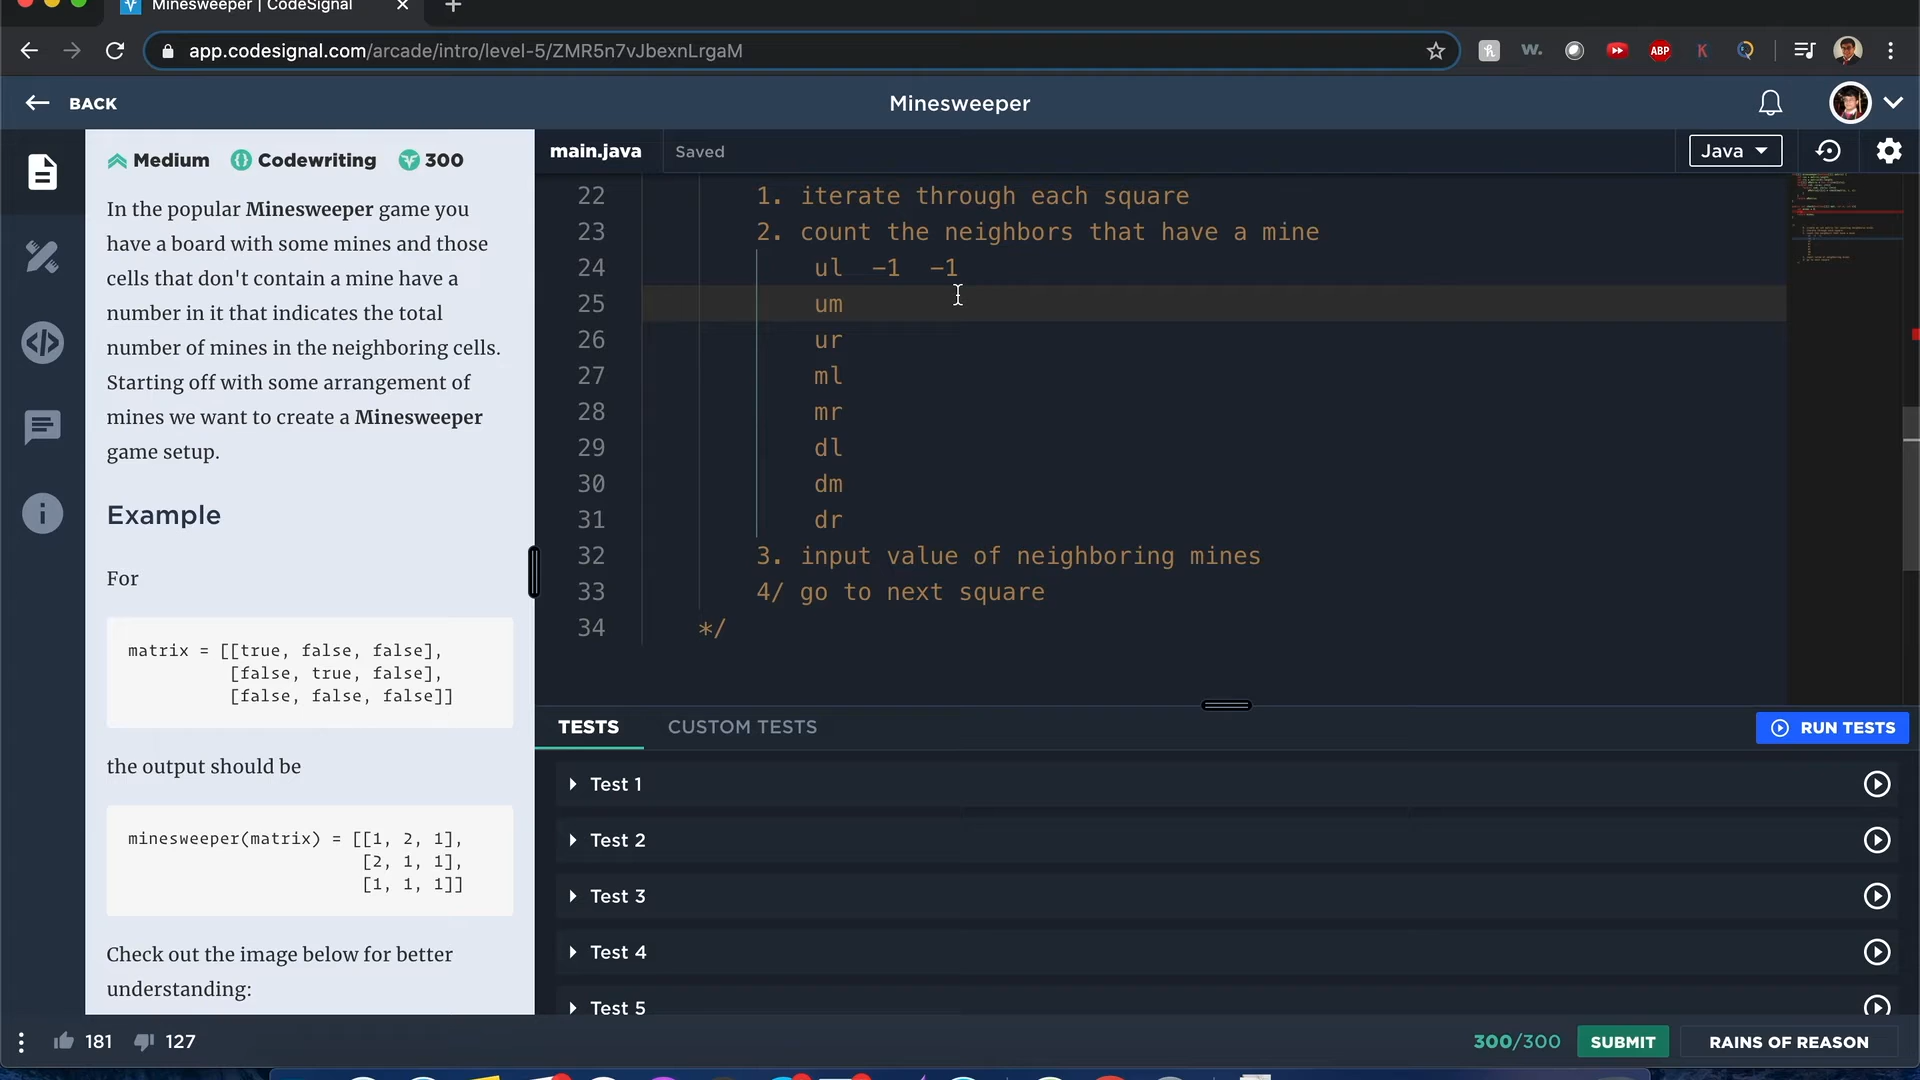 Minesweeper | CodeSignal
app.codesignal.com/arcade/intro/level-5/ZMR5n7vJbexnLrgaM
ABP
BACK
Minesweeper
Medium Codewriting 300
In the popular Minesweeper game you
have a board with some mines and those
cells that don't contain a mine have a
number in it that indicates the total
number of mines in the neighboring cells.
Starting off with some arrangement of
mines we want to create a Minesweeper
game setup.
Example
For
matrix = [[true, false, false],
[false, true, false],
[false, false, false]]
the output should be
minesweeper(matrix) = [[1, 2, 1],
[2, 1, 1],
[1, 1, 1]]
Check out the image below for better
understanding:
main.java Saved Java
22 1. iterate through each square
23 2. count the neighbors that have a mine
24 ul -1 -1
25 um
26 ur
27 ml
28 mr
29 dl
30 dm
31 dr
32 3. input value of neighboring mines
33 4/ go to next square
34 */
TESTS CUSTOM TESTS RUN TESTS
Test 1
Test 2
Test 3
Test 4
Test 5
181 127 300/300 SUBMIT RAINS OF REASON